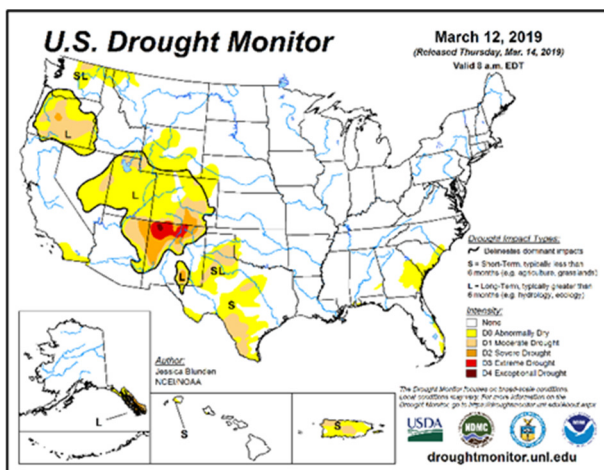 U.S. Drought Monitor
March 12, 2019
(Released Thursday, Mar. 14, 2019)
Valid 8 a.m. EDT
SL
L
L
L
SL
S
Drought Impact Types:
Delineates dominant impacts
S = Short-Term, typically less than
6 months (e.g. agriculture, grasslands)
L = Long-Term, typically greater than
6 months (e.g. hydrology, ecology)
Intensity:
None
D0 Abnormally Dry
D1 Moderate Drought
D2 Severe Drought
D3 Extreme Drought
D4 Exceptional Drought
Author:
Jessica Blunden
NCEI/NOAA
L
S
S
The Drought Monitor focuses on broad-scale conditions.
Local conditions may vary. For more information on the
Drought Monitor, go to https://droughtmonitor.unl.edu/About.aspx
USDA
NDMC
droughtmonitor.unl.edu